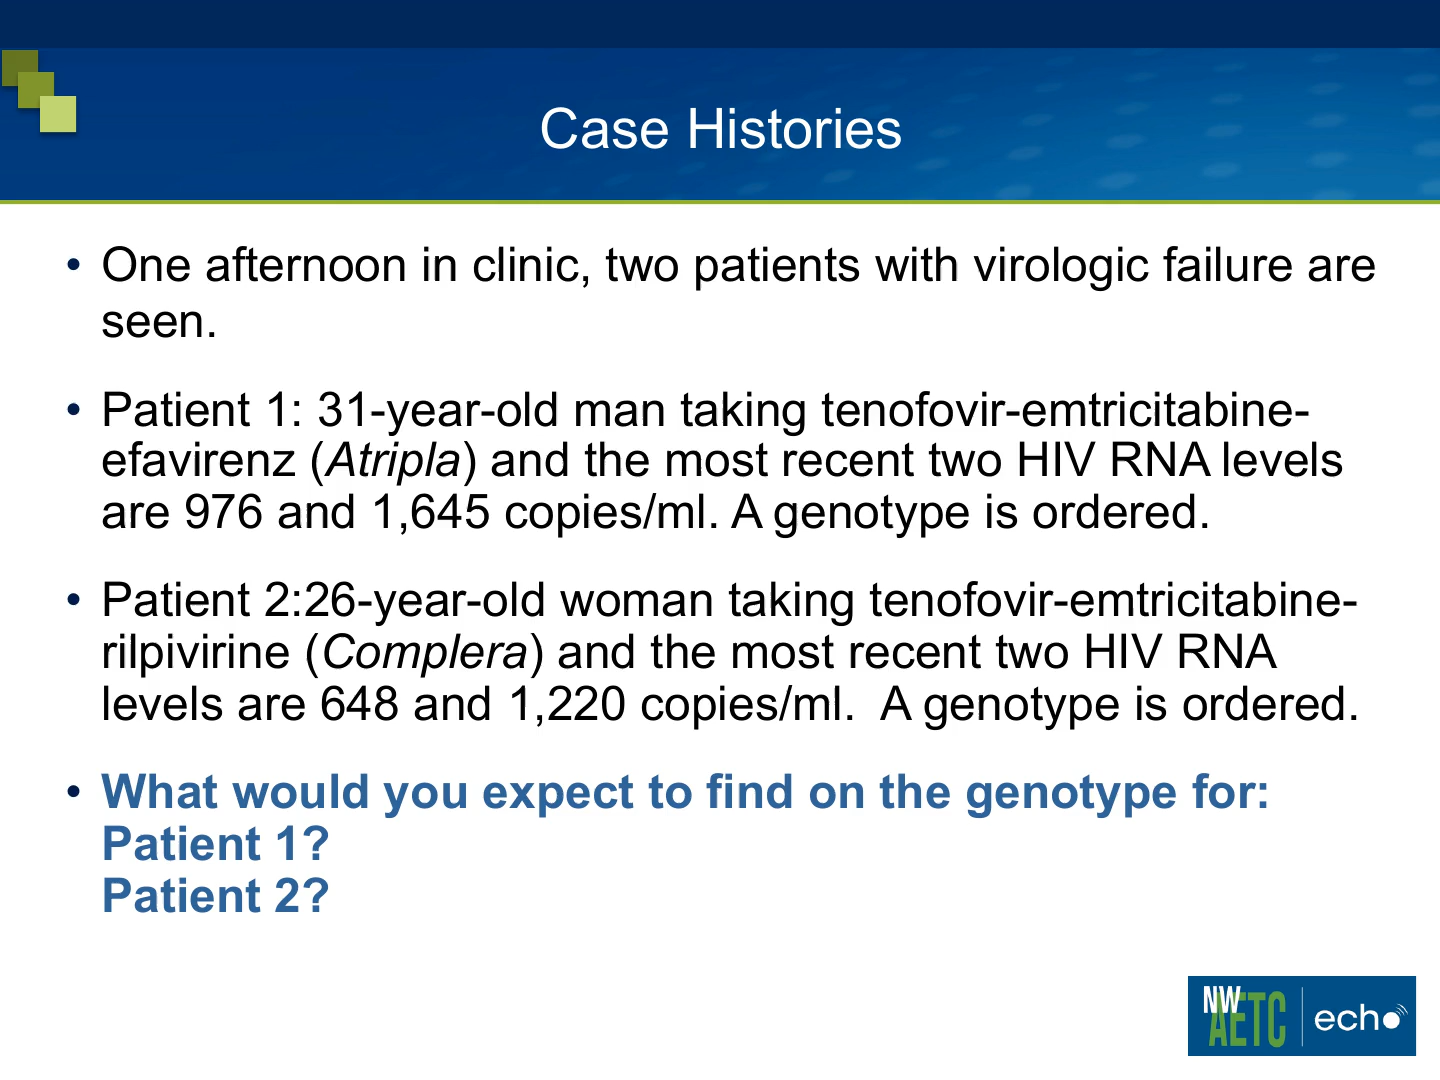 Case Histories
• One afternoon in clinic, two patients with virologic failure are
seen.
• Patient 1: 31-year-old man taking tenofovir-emtricitabine-
efavirenz (Atripla) and the most recent two HIV RNA levels
are 976 and 1,645 copies/ml. A genotype is ordered.
• Patient 2:26-year-old woman taking tenofovir-emtricitabine-
rilpivirine (Complera) and the most recent two HIV RNA
levels are 648 and 1,220 copies/ml.  A genotype is ordered.
• What would you expect to find on the genotype for:
Patient 1?
Patient 2?
NW
AETC
echo